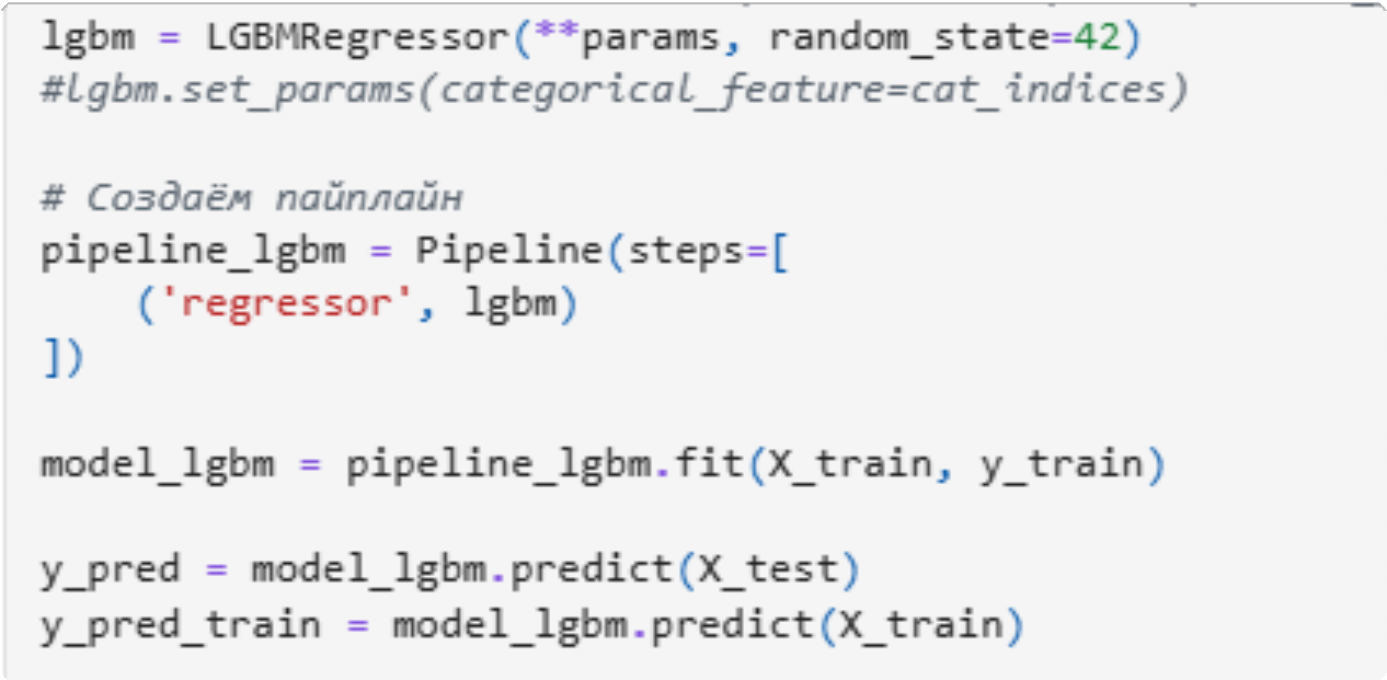 lgbm = LGBMRegressor(**params, random_state=42)
#lgbm.set_params(categorical_feature=cat_indices)
# Создаём пайплайн
pipeline_lgbm = Pipeline(steps=[
    ('regressor', lgbm)
])
model_lgbm = pipeline_lgbm.fit(X_train, y_train)
y_pred = model_lgbm.predict(X_test)
y_pred_train = model_lgbm.predict(X_train)